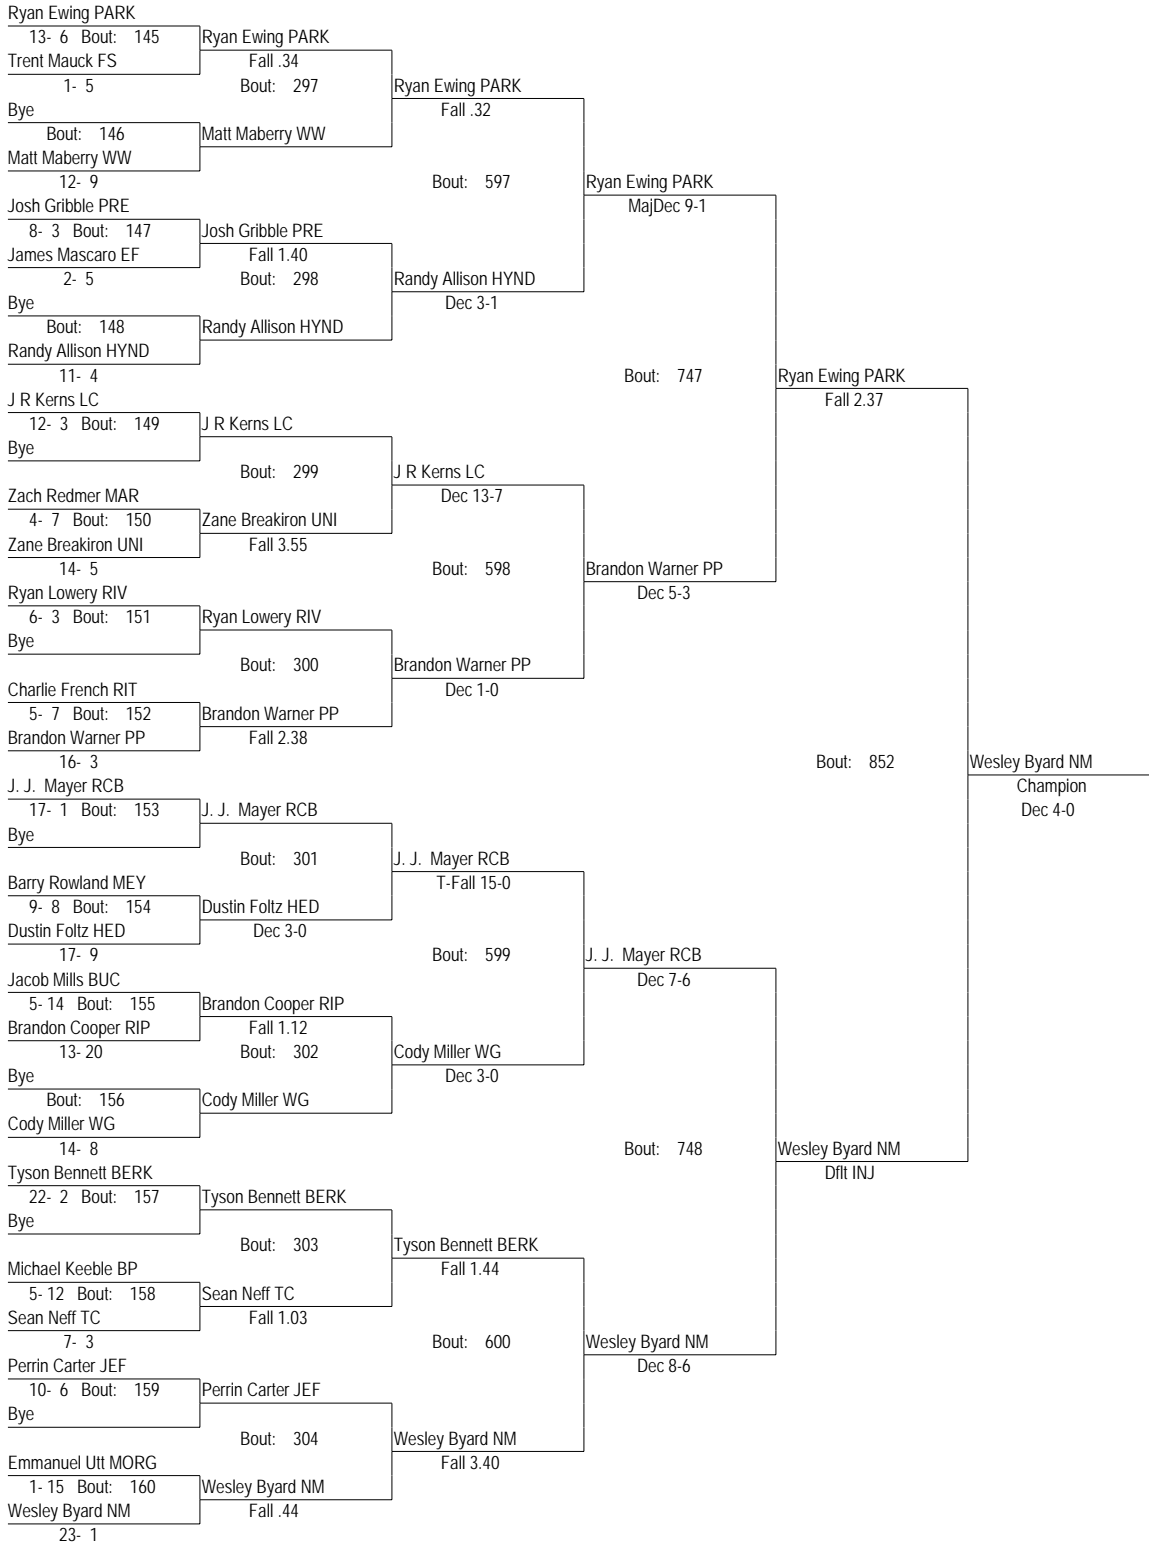 Ryan Ewing PARK
13- 6 Bout: 145 Ryan Ewing PARK
Trent Mauck FS Fall .34
1- 5 Bout: 297 Ryan Ewing PARK
Bye Fall .32
Bout: 146 Matt Maberry WW
Matt Maberry WW
12- 9 Bout: 597 Ryan Ewing PARK
Josh Gribble PRE MajDec 9-1
8- 3 Bout: 147 Josh Gribble PRE
James Mascaro EF Fall 1.40
2- 5 Bout: 298 Randy Allison HYND
Bye Dec 3-1
Bout: 148 Randy Allison HYND
Randy Allison HYND
11- 4 Bout: 747 Ryan Ewing PARK
J R Kerns LC Fall 2.37
12- 3 Bout: 149 J R Kerns LC
Bye
Bout: 299 J R Kerns LC
Zach Redmer MAR Dec 13-7
4- 7 Bout: 150 Zane Breakiron UNI
Zane Breakiron UNI Fall 3.55
14- 5 Bout: 598 Brandon Warner PP
Ryan Lowery RIV Dec 5-3
6- 3 Bout: 151 Ryan Lowery RIV
Bye
Bout: 300 Brandon Warner PP
Charlie French RIT Dec 1-0
5- 7 Bout: 152 Brandon Warner PP
Brandon Warner PP Fall 2.38
16- 3 Bout: 852 Wesley Byard NM
J. J. Mayer RCB Champion
17- 1 Bout: 153 J. J. Mayer RCB Dec 4-0
Bye
Bout: 301 J. J. Mayer RCB
Barry Rowland MEY T-Fall 15-0
9- 8 Bout: 154 Dustin Foltz HED
Dustin Foltz HED Dec 3-0
17- 9 Bout: 599 J. J. Mayer RCB
Jacob Mills BUC Dec 7-6
5- 14 Bout: 155 Brandon Cooper RIP
Brandon Cooper RIP Fall 1.12
13- 20 Bout: 302 Cody Miller WG
Bye Dec 3-0
Bout: 156 Cody Miller WG
Cody Miller WG
14- 8 Bout: 748 Wesley Byard NM
Tyson Bennett BERK Dflt INJ
22- 2 Bout: 157 Tyson Bennett BERK
Bye
Bout: 303 Tyson Bennett BERK
Michael Keeble BP Fall 1.44
5- 12 Bout: 158 Sean Neff TC
Sean Neff TC Fall 1.03
7- 3 Bout: 600 Wesley Byard NM
Perrin Carter JEF Dec 8-6
10- 6 Bout: 159 Perrin Carter JEF
Bye
Bout: 304 Wesley Byard NM
Emmanuel Utt MORG Fall 3.40
1- 15 Bout: 160 Wesley Byard NM
Wesley Byard NM Fall .44
23- 1